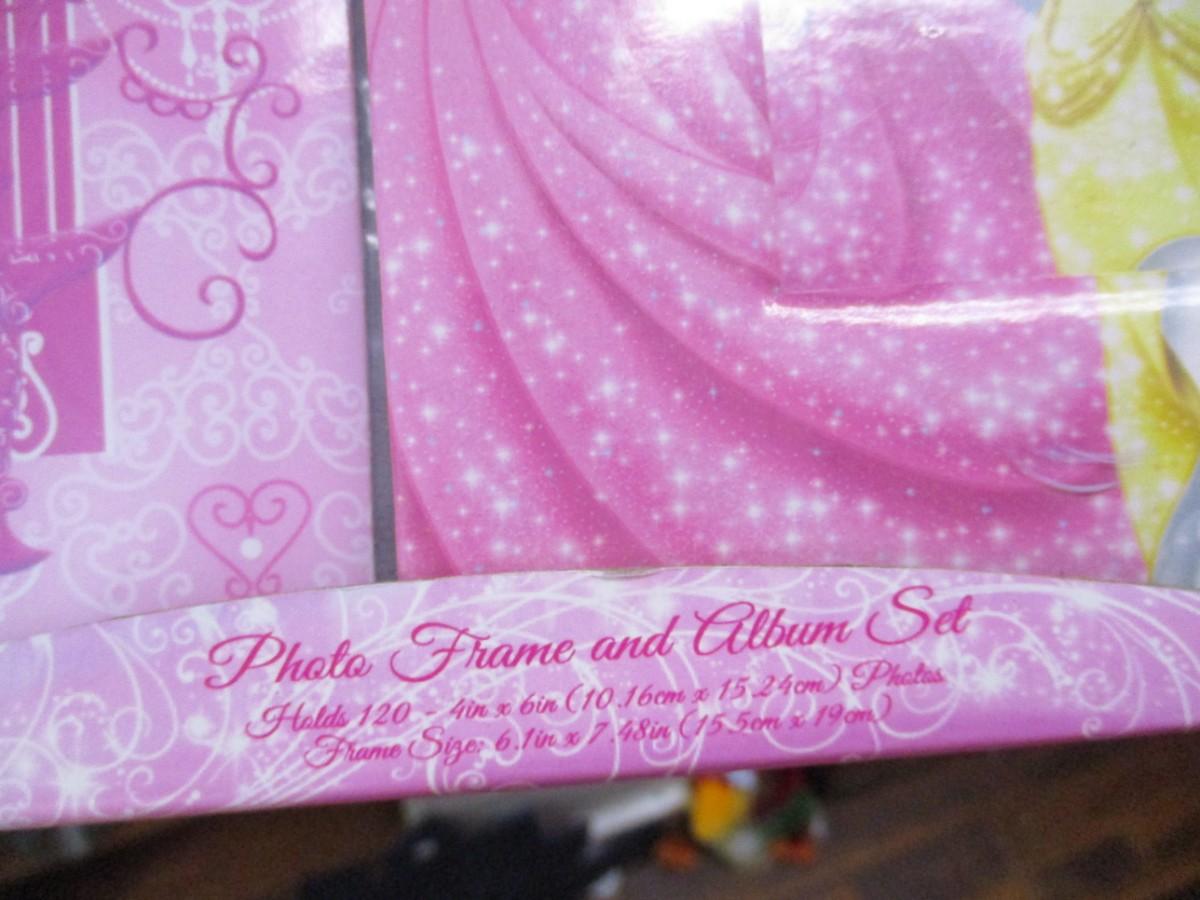 Photo Frame and Album Set
Holds 120 - 4in x 6in (10.16cm x 15.24cm) Photos
Frame Size: 6.1in x 7.48in (15.5cm x 19cm)